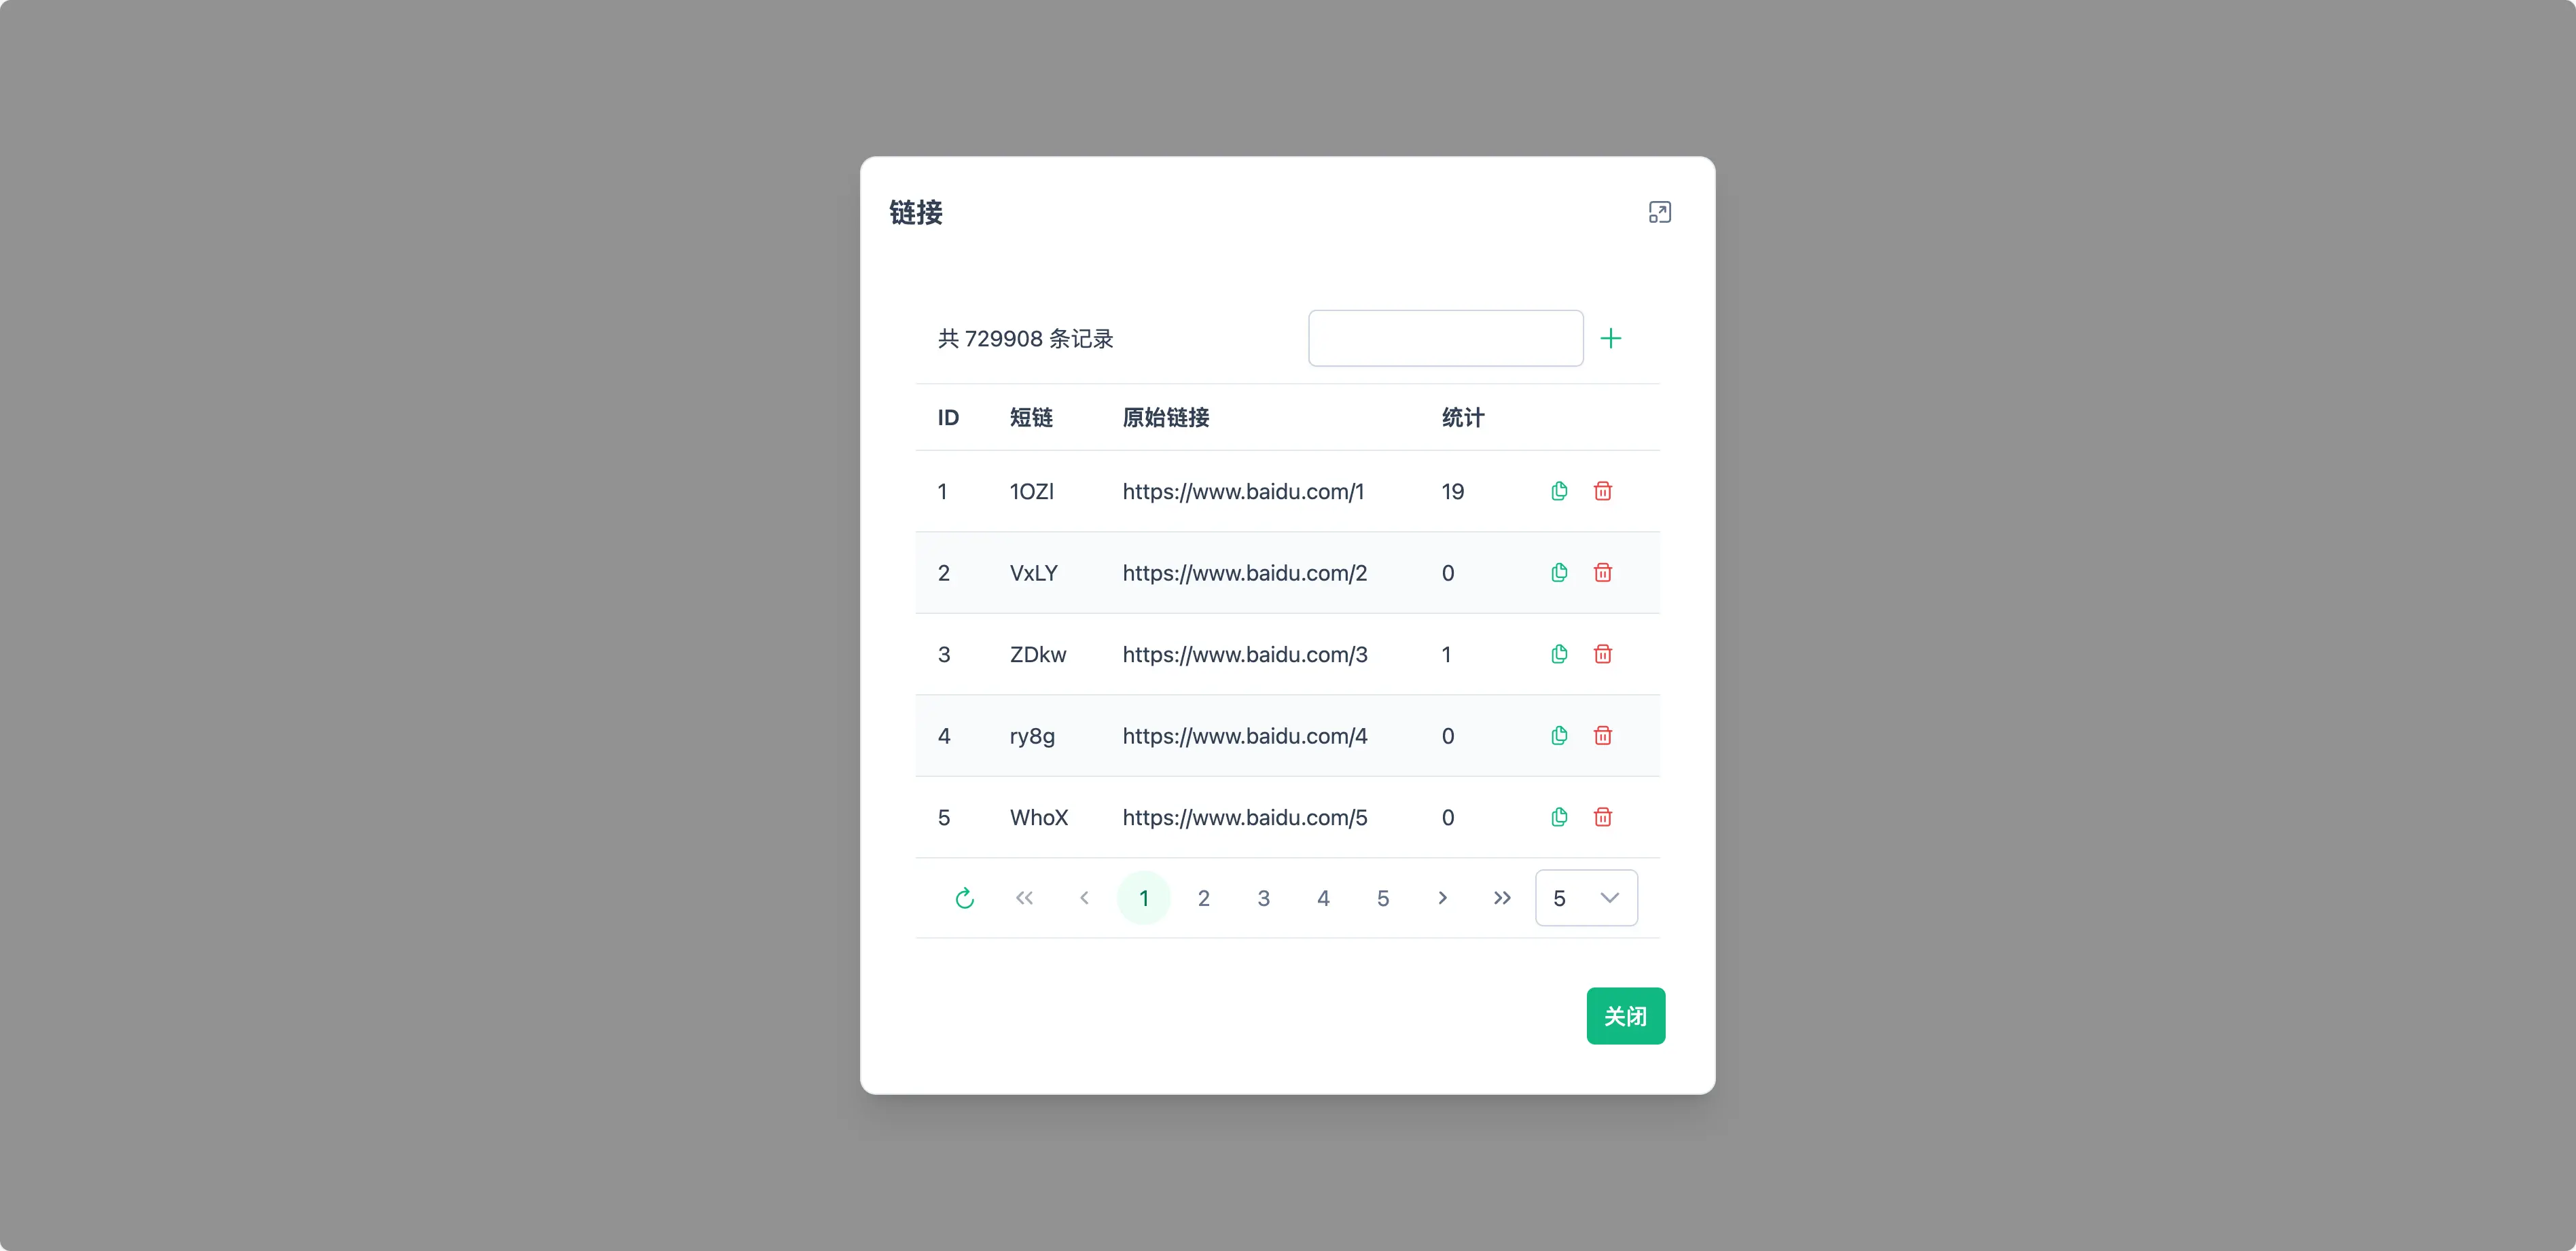 链接
共 729908 条记录
ID 短链 原始链接 统计
1 1OZl https://www.baidu.com/1 19
2 VxLY https://www.baidu.com/2 0
3 ZDkw https://www.baidu.com/3 1
4 ry8g https://www.baidu.com/4 0
5 WhoX https://www.baidu.com/5 0
1 2 3 4 5 5
关闭